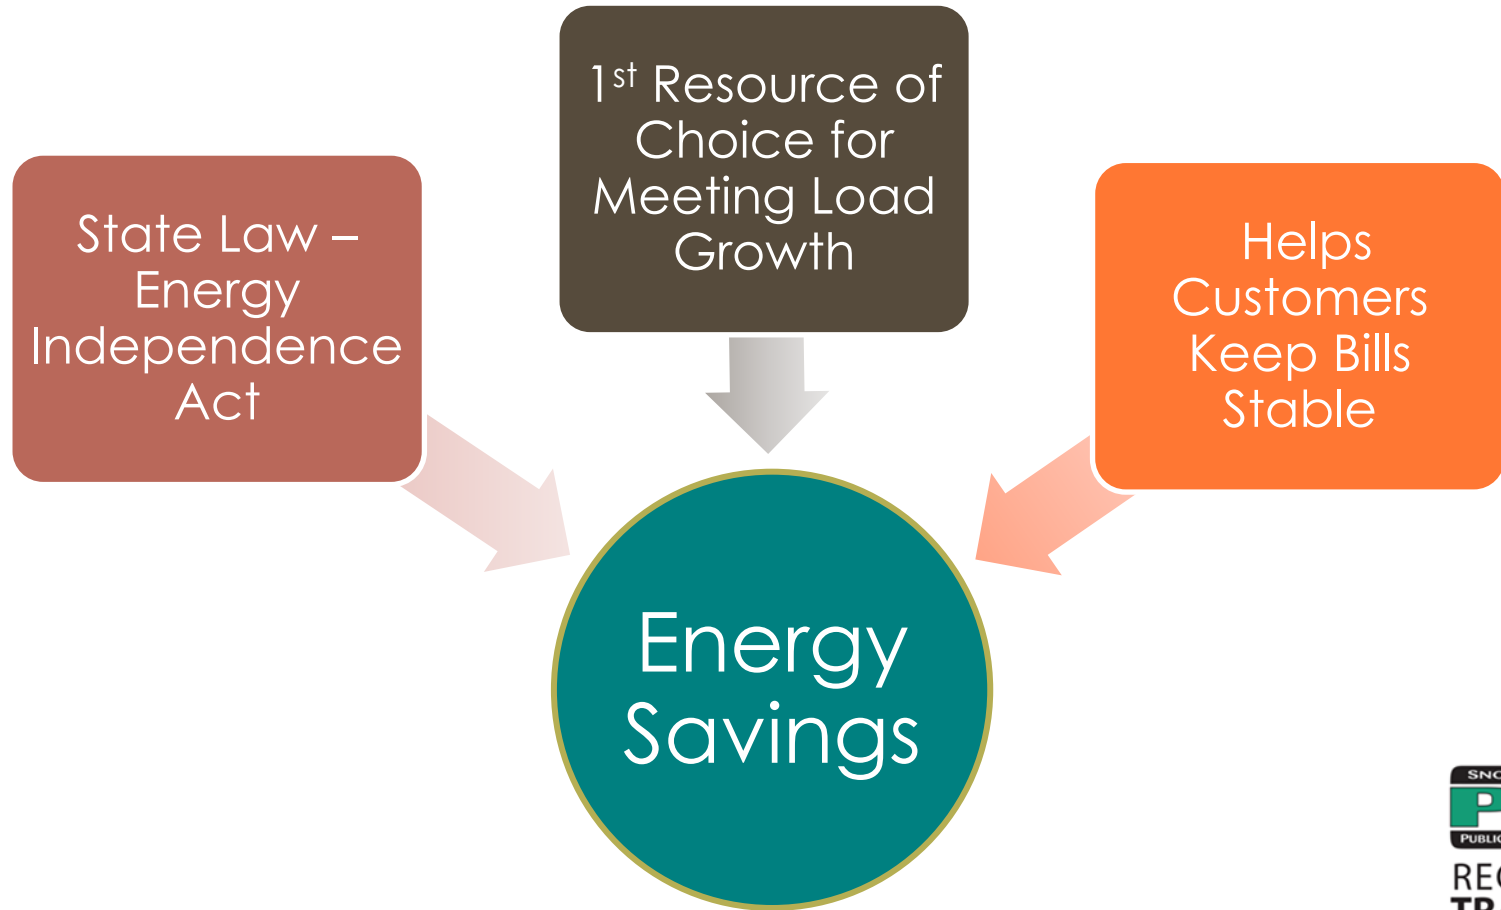 1st Resource of
Choice for
Meeting Load
Growth
State Law –
Energy
Independence
Act
Helps
Customers
Keep Bills
Stable
Energy
Savings